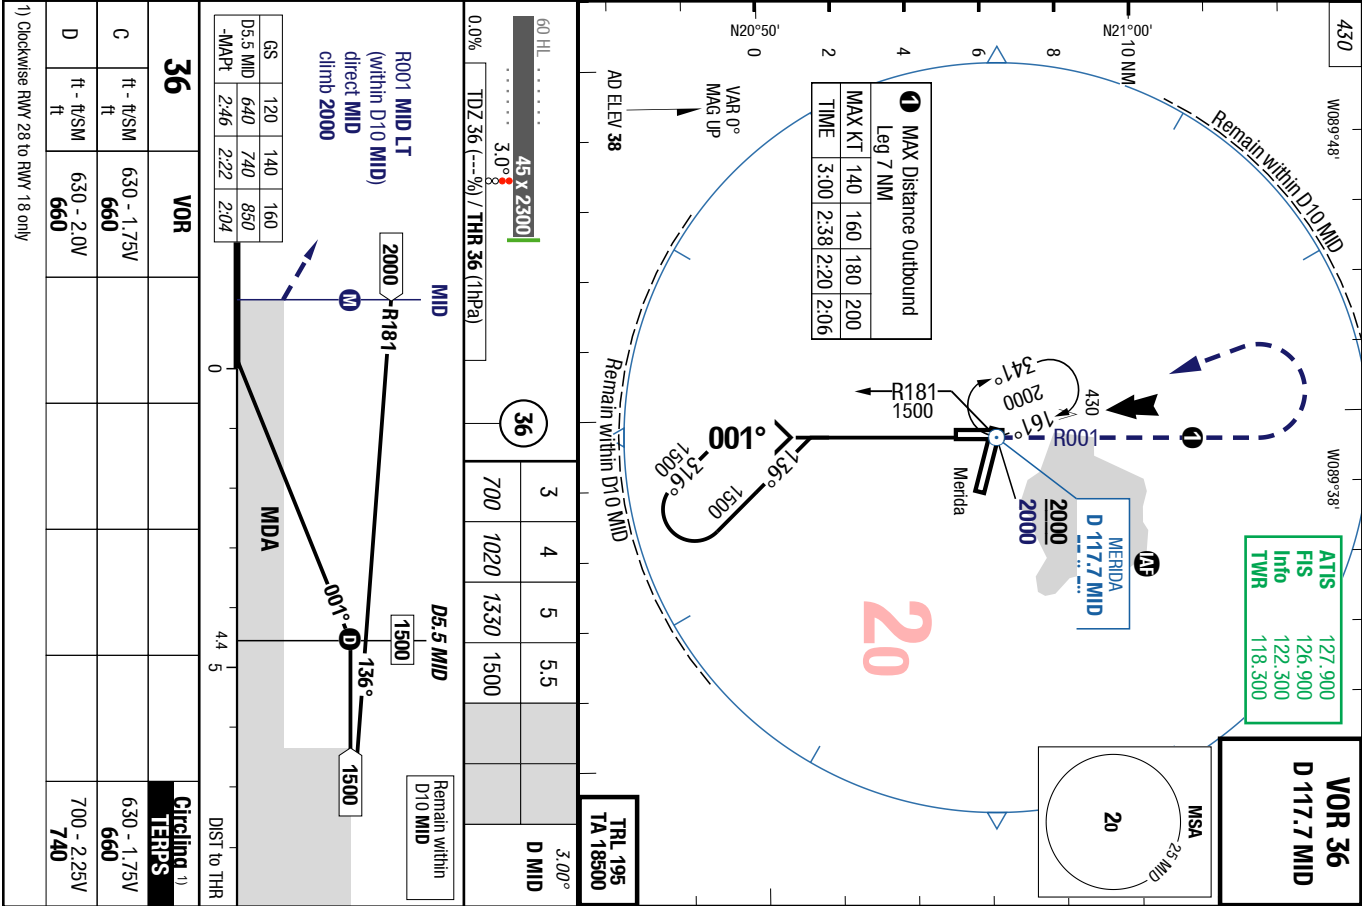 VOR 36
D 117.7 MID
ATIS 127.900
FIS 126.900
Info 122.300
TWR 118.300
MSA
25 MID
20
TRL 195
TA 18500
430
W089°48'
W089°38'
N21°00'
N20°50'
10 NM
8
6
4
2
0
Remain within D10 MID
Remain within D10 MID
VAR 0°
MAG UP
AD ELEV 38
1 MAX Distance Outbound
Leg 7 NM
MAX KT 140 160 180 200
TIME 3:00 2:38 2:20 2:06
1
R001
430
341°
2000
161°
R181
1500
MERIDA
D 117.7 MID
IAF
2000
2000
Merida
001°
136°
1500
316°
1500
20
60 HL
45 x 2300
3.0°
0.0%
TDZ 36 (---%) / THR 36 (1hPa)
36
3 4 5 5.5
700 1020 1330 1500
3.00°
D MID
R001 MID LT
(within D10 MID)
direct MID
climb 2000
MID
D5.5 MID
Remain within
D10 MID
2000
R181
1500
M
D
136°
001°
1500
MDA
GS 120 140 160
D5.5 MID 640 740 850
-MAPt 2:46 2:22 2:04
0
4.4
5
DIST to THR
36
VOR
Circling 1)
TERPS
C
ft - ft/SM
ft
630 - 1.75V
660
630 - 1.75V
660
D
ft - ft/SM
ft
630 - 2.0V
660
700 - 2.25V
740
1) Clockwise RWY 28 to RWY 18 only